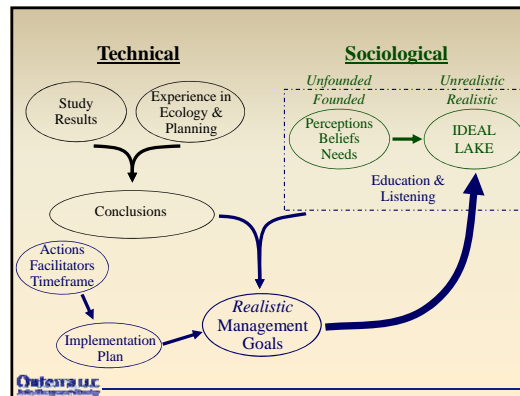 Technical
Sociological
Study
Results
Experience in
Ecology &
Planning
Unfounded
Founded
Unrealistic
Realistic
Perceptions
Beliefs
Needs
IDEAL
LAKE
Education &
Listening
Conclusions
Actions
Facilitators
Timeframe
Realistic
Management
Goals
Implementation
Plan